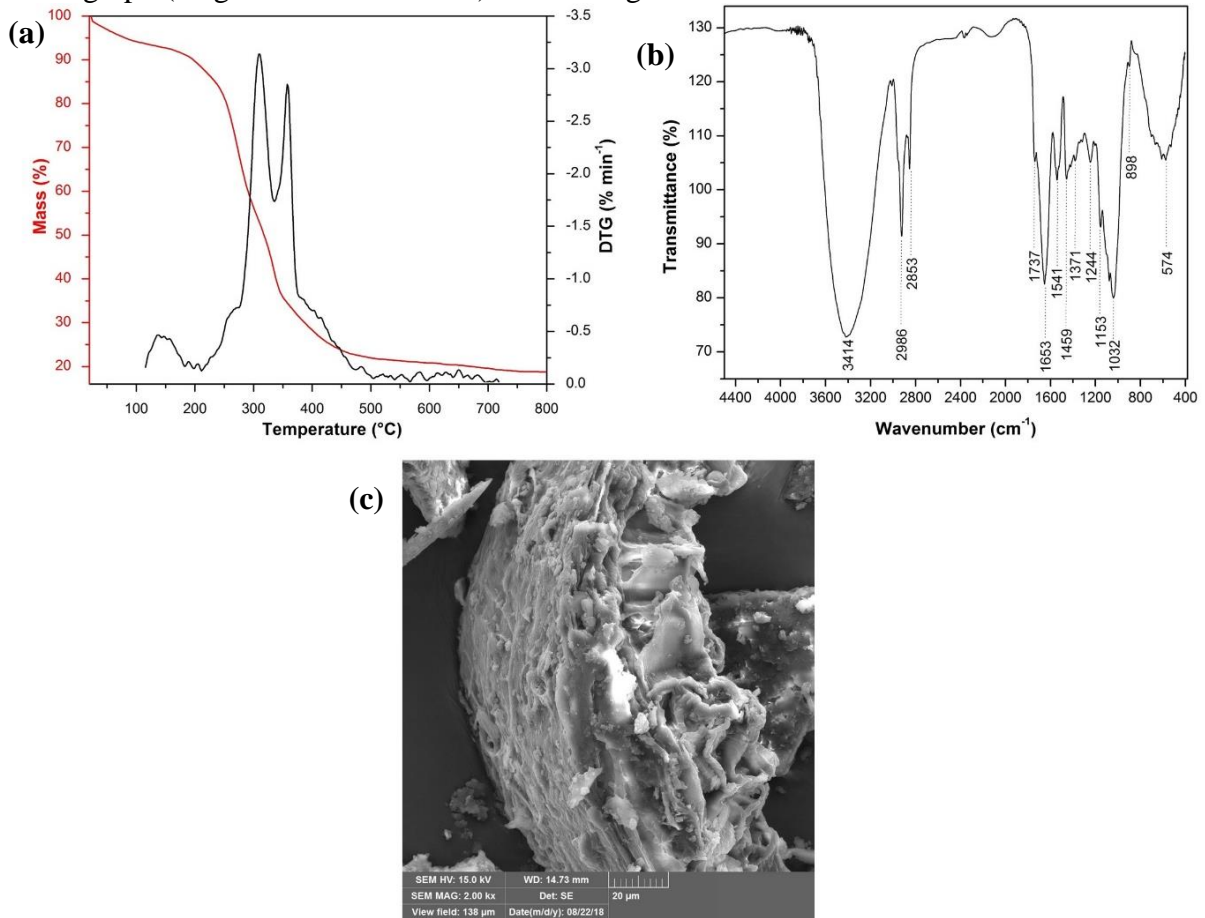 (a)
100
90
80
70
60
50
40
30
20
Mass (%)
-3.5
-3.0
-2.5
-2.0
-1.5
-1.0
-0.5
0.0
DTG (% min-1)
100 200 300 400 500 600 700 800
Temperature (°C)
(b)
130
120
110
100
90
80
70
Transmittance (%)
3414
2986
2853
1737
1653
1541
1459
1371
1244
1153
1032
898
574
4400 4000 3600 3200 2800 2400 2000 1600 1200 800 400
Wavenumber (cm-1)
(c)
SEM HV: 15.0 kV WD: 14.73 mm
SEM MAG: 2.00 kx Det: SE 20 µm
View field: 138 µm Date(m/d/y): 08/22/18